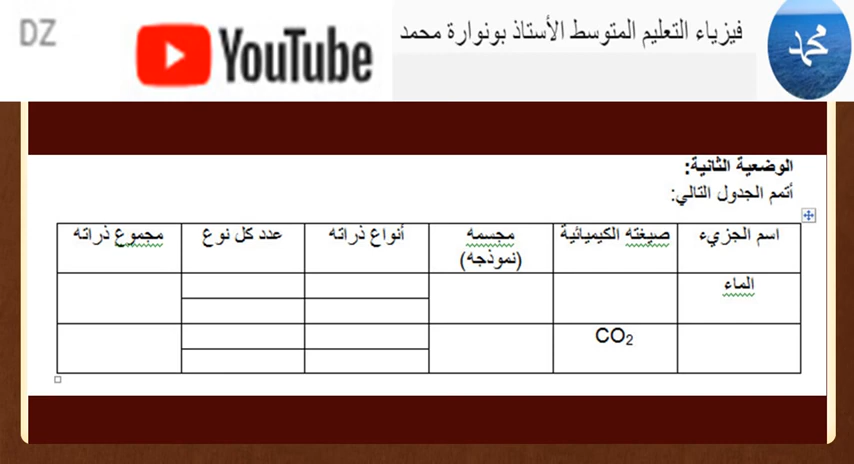 DZ
YouTube
فيزياء التعليم المتوسط الأستاذ بونوارة محمد
محمد
الوضعية الثانية:
أتمم الجدول التالي:
اسم الجزيء صيغته الكيميائية مجسمه (نموذجه) أنواع ذراته عدد كل نوع مجموع ذراته
الماء
CO₂